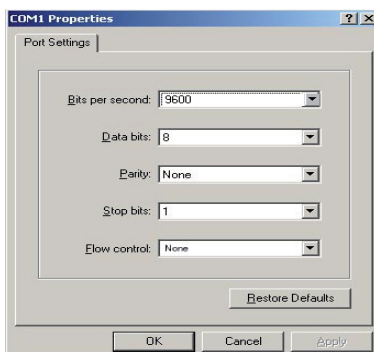 COM1 Properties
? X
Port Settings
Bits per second: 9600
Data bits: 8
Parity: None
Stop bits: 1
Flow control: None
Restore Defaults
OK Cancel Apply